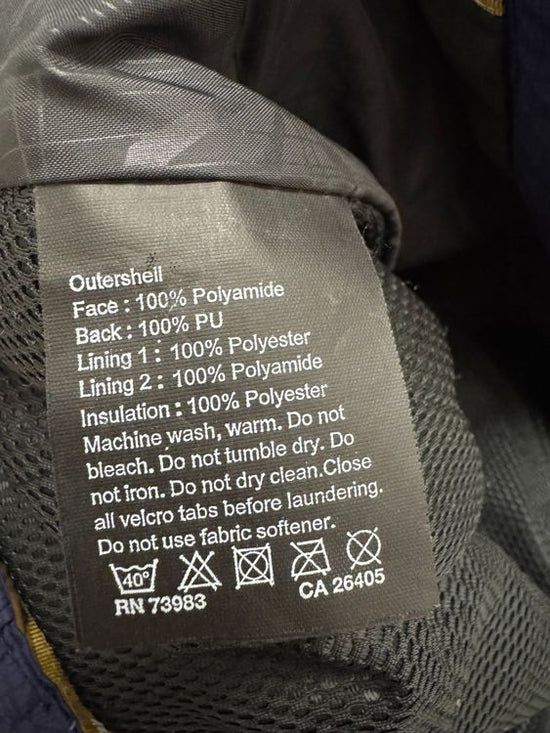 Outershell
Face : 100% Polyamide
Back : 100% PU
Lining 1 : 100% Polyester
Lining 2 : 100% Polyamide
Insulation : 100% Polyester
Machine wash, warm. Do not
bleach. Do not tumble dry. Do
not iron. Do not dry clean.Close
all velcro tabs before laundering.
Do not use fabric softener.
40°
RN 73983
CA 26405